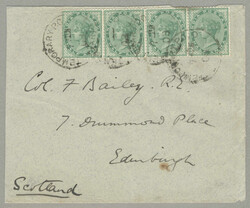 Col. F Bailey. R.E.
7. Drummond Place
Edinburgh
Scotland